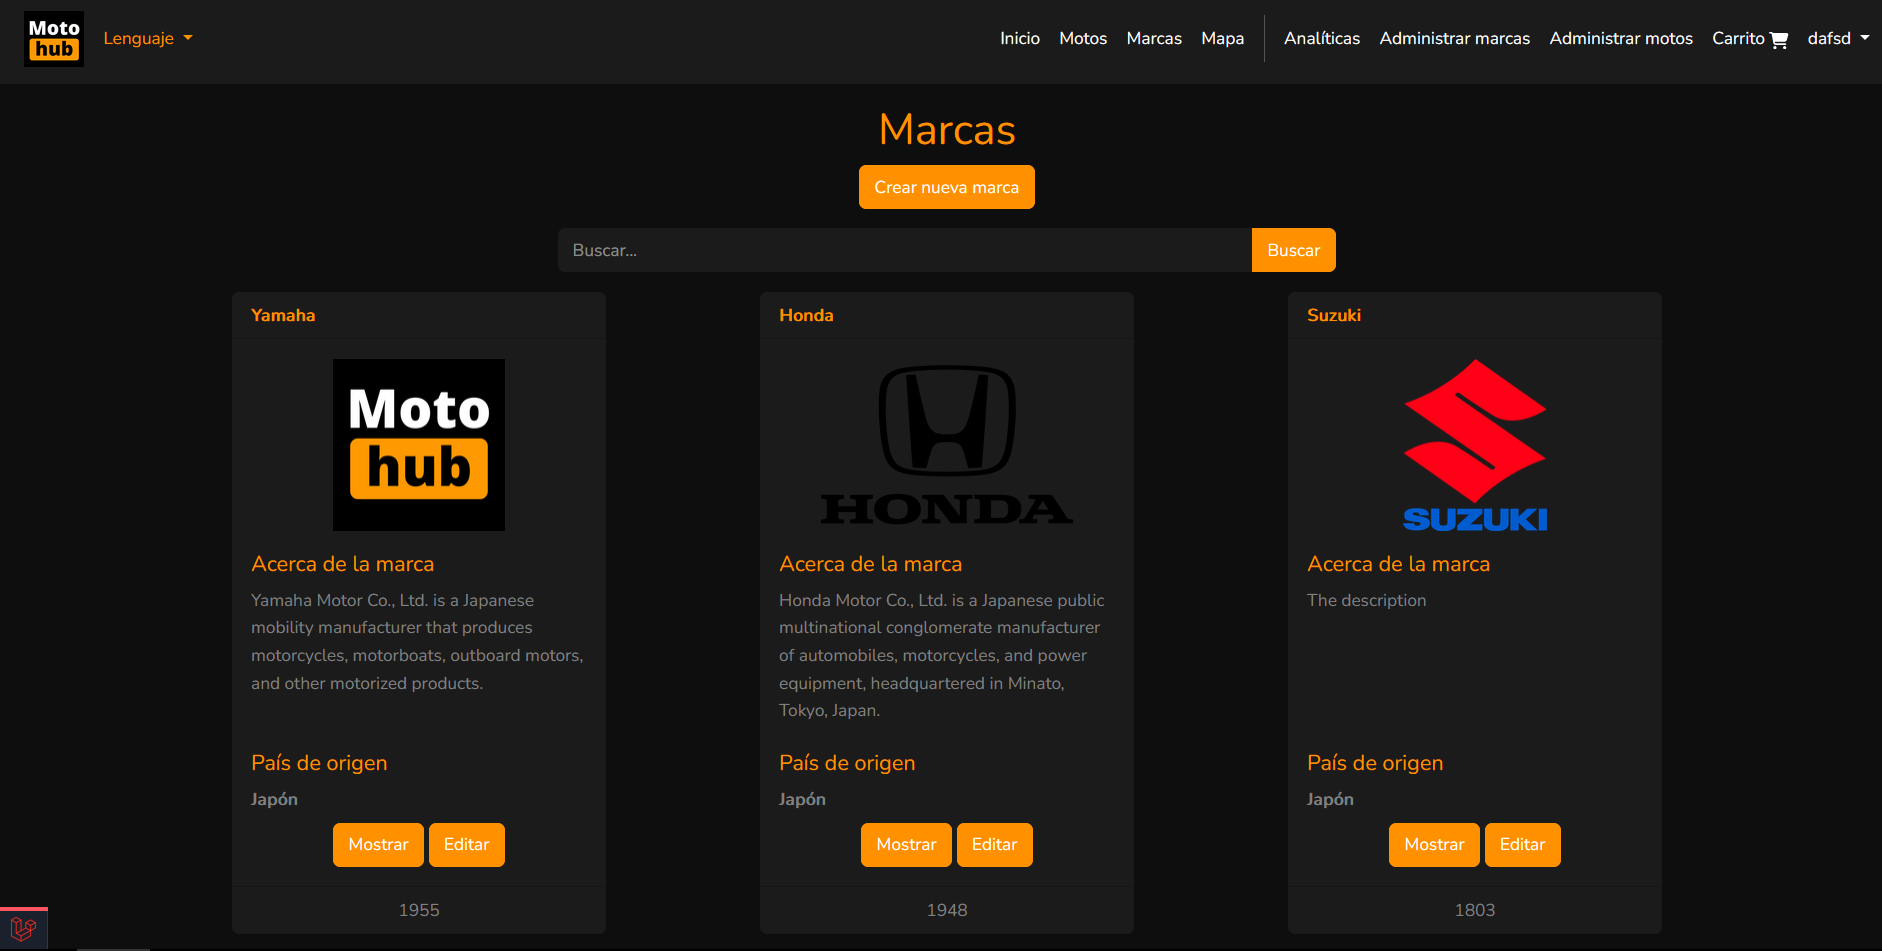 Moto
hub
Lenguaje
Inicio Motos Marcas Mapa Analíticas Administrar marcas Administrar motos Carrito dafsd
Marcas
Crear nueva marca
Buscar...
Buscar
Yamaha
Moto
hub
Acerca de la marca
Yamaha Motor Co., Ltd. is a Japanese
mobility manufacturer that produces
motorcycles, motorboats, outboard motors,
and other motorized products.
País de origen
Japón
Mostrar Editar
1955
Honda
HONDA
Acerca de la marca
Honda Motor Co., Ltd. is a Japanese public
multinational conglomerate manufacturer
of automobiles, motorcycles, and power
equipment, headquartered in Minato,
Tokyo, Japan.
País de origen
Japón
Mostrar Editar
1948
Suzuki
SUZUKI
Acerca de la marca
The description
País de origen
Japón
Mostrar Editar
1803